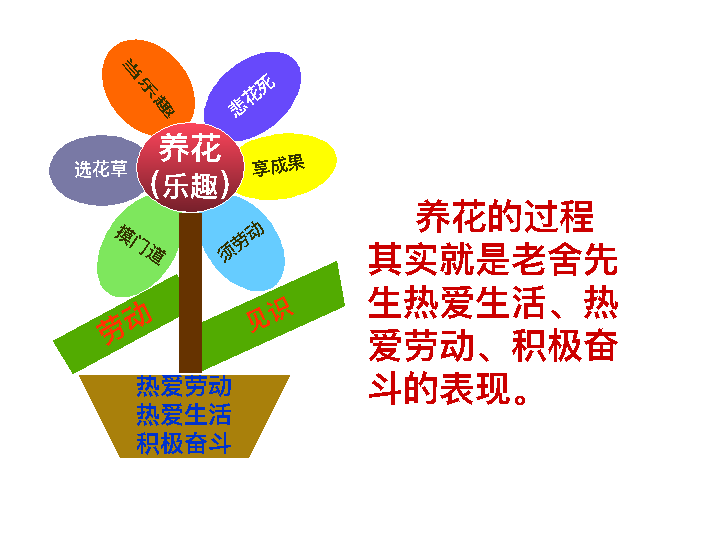 当乐趣
悲花死
养花
(乐趣)
选花草
享成果
摸门道
须劳动
劳动
见识
热爱劳动
热爱生活
积极奋斗
养花的过程
其实就是老舍先
生热爱生活、热
爱劳动、积极奋
斗的表现。